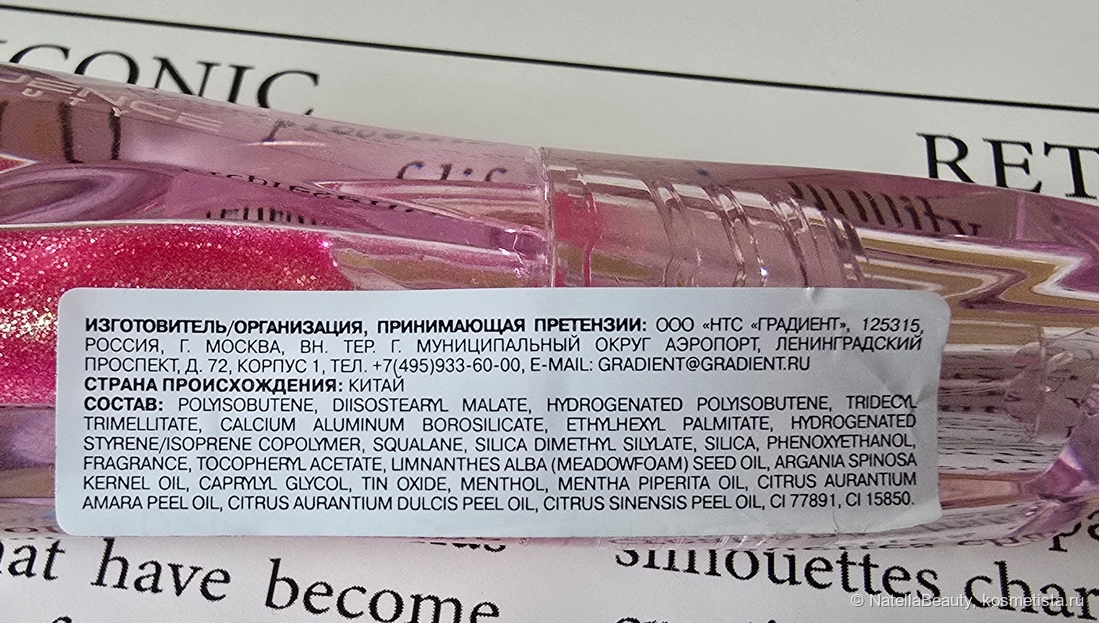 CONIC
RET
ИЗГОТОВИТЕЛЬ/ОРГАНИЗАЦИЯ, ПРИНИМАЮЩАЯ ПРЕТЕНЗИИ: ООО «НТС «ГРАДИЕНТ», 125315,
РОССИЯ, Г. МОСКВА, ВН. ТЕР. Г. МУНИЦИПАЛЬНЫЙ ОКРУГ АЭРОПОРТ, ЛЕНИНГРАДСКИЙ
ПРОСПЕКТ, Д. 72, КОРПУС 1, ТЕЛ. +7(495)933-60-00, E-MAIL: GRADIENT@GRADIENT.RU
СТРАНА ПРОИСХОЖДЕНИЯ: КИТАЙ
СОСТАВ: POLYISOBUTENE, DIISOSTEARYL MALATE, HYDROGENATED POLYISOBUTENE, TRIDECYL
TRIMELLITATE, CALCIUM ALUMINUM BOROSILICATE, ETHYLHEXYL PALMITATE, HYDROGENATED
STYRENE/ISOPRENE COPOLYMER, SQUALANE, SILICA DIMETHYL SILYLATE, SILICA, PHENOXYETHANOL,
FRAGRANCE, TOCOPHERYL ACETATE, LIMNANTHES ALBA (MEADOWFOAM) SEED OIL, ARGANIA SPINOSA
KERNEL OIL, CAPRYLYL GLYCOL, TIN OXIDE, MENTHOL, MENTHA PIPERITA OIL, CITRUS AURANTIUM
AMARA PEEL OIL, CITRUS AURANTIUM DULCIS PEEL OIL, CITRUS SINENSIS PEEL OIL, CI 77891, CI 15850.
silhouettes
have become
© NatellaBeauty, kosmetista.ru